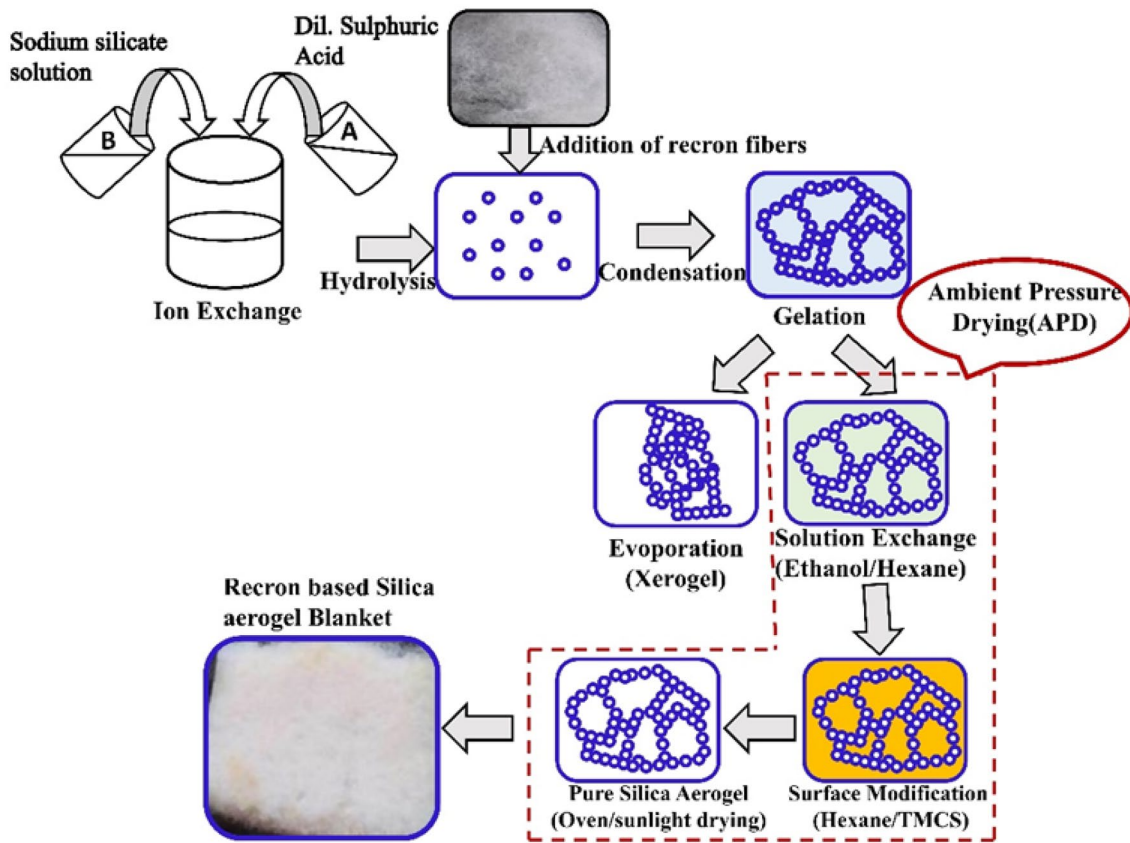 Sodium silicate
solution
Dil. Sulphuric
Acid
B
A
Addition of recron fibers
Ion Exchange
Hydrolysis
Condensation
Gelation
Ambient Pressure
Drying(APD)
Evoporation
(Xerogel)
Solution Exchange
(Ethanol/Hexane)
Recron based Silica
aerogel Blanket
Pure Silica Aerogel
(Oven/sunlight drying)
Surface Modification
(Hexane/TMCS)